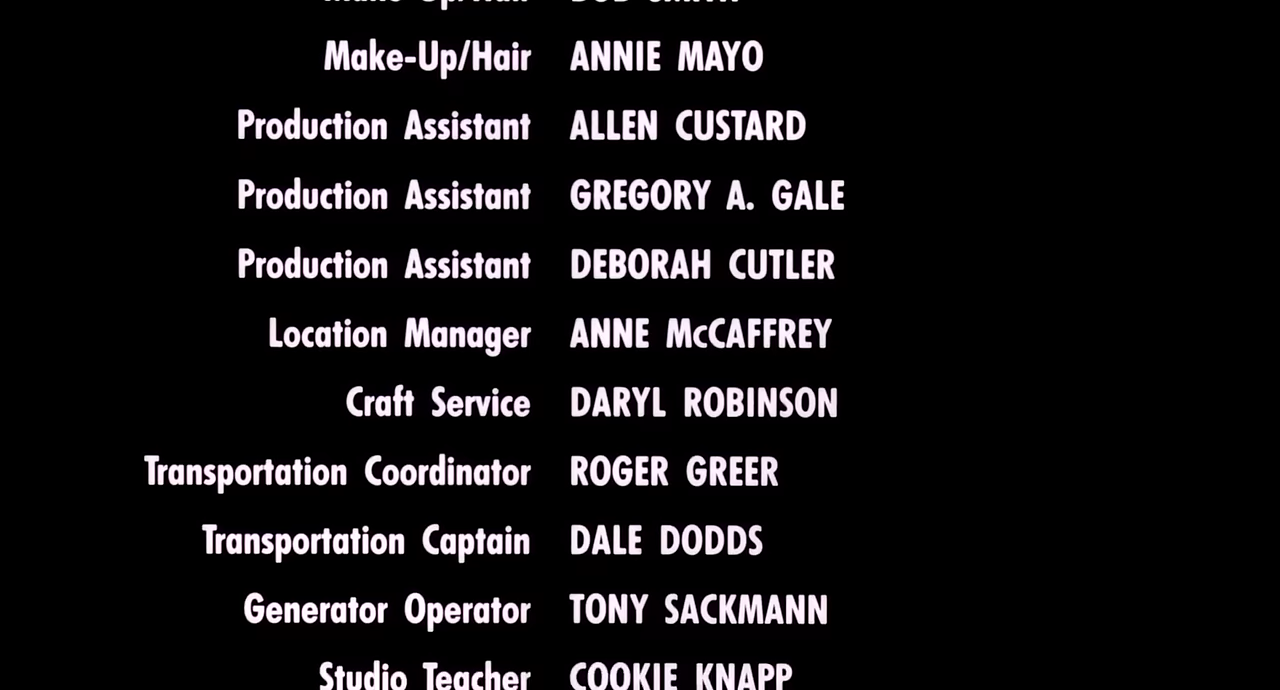 Make-Up/Hair ANNIE MAYO
Production Assistant ALLEN CUSTARD
Production Assistant GREGORY A. GALE
Production Assistant DEBORAH CUTLER
Location Manager ANNE McCAFFREY
Craft Service DARYL ROBINSON
Transportation Coordinator ROGER GREER
Transportation Captain DALE DODDS
Generator Operator TONY SACKMANN
Studio Teacher COOKIE KNAPP